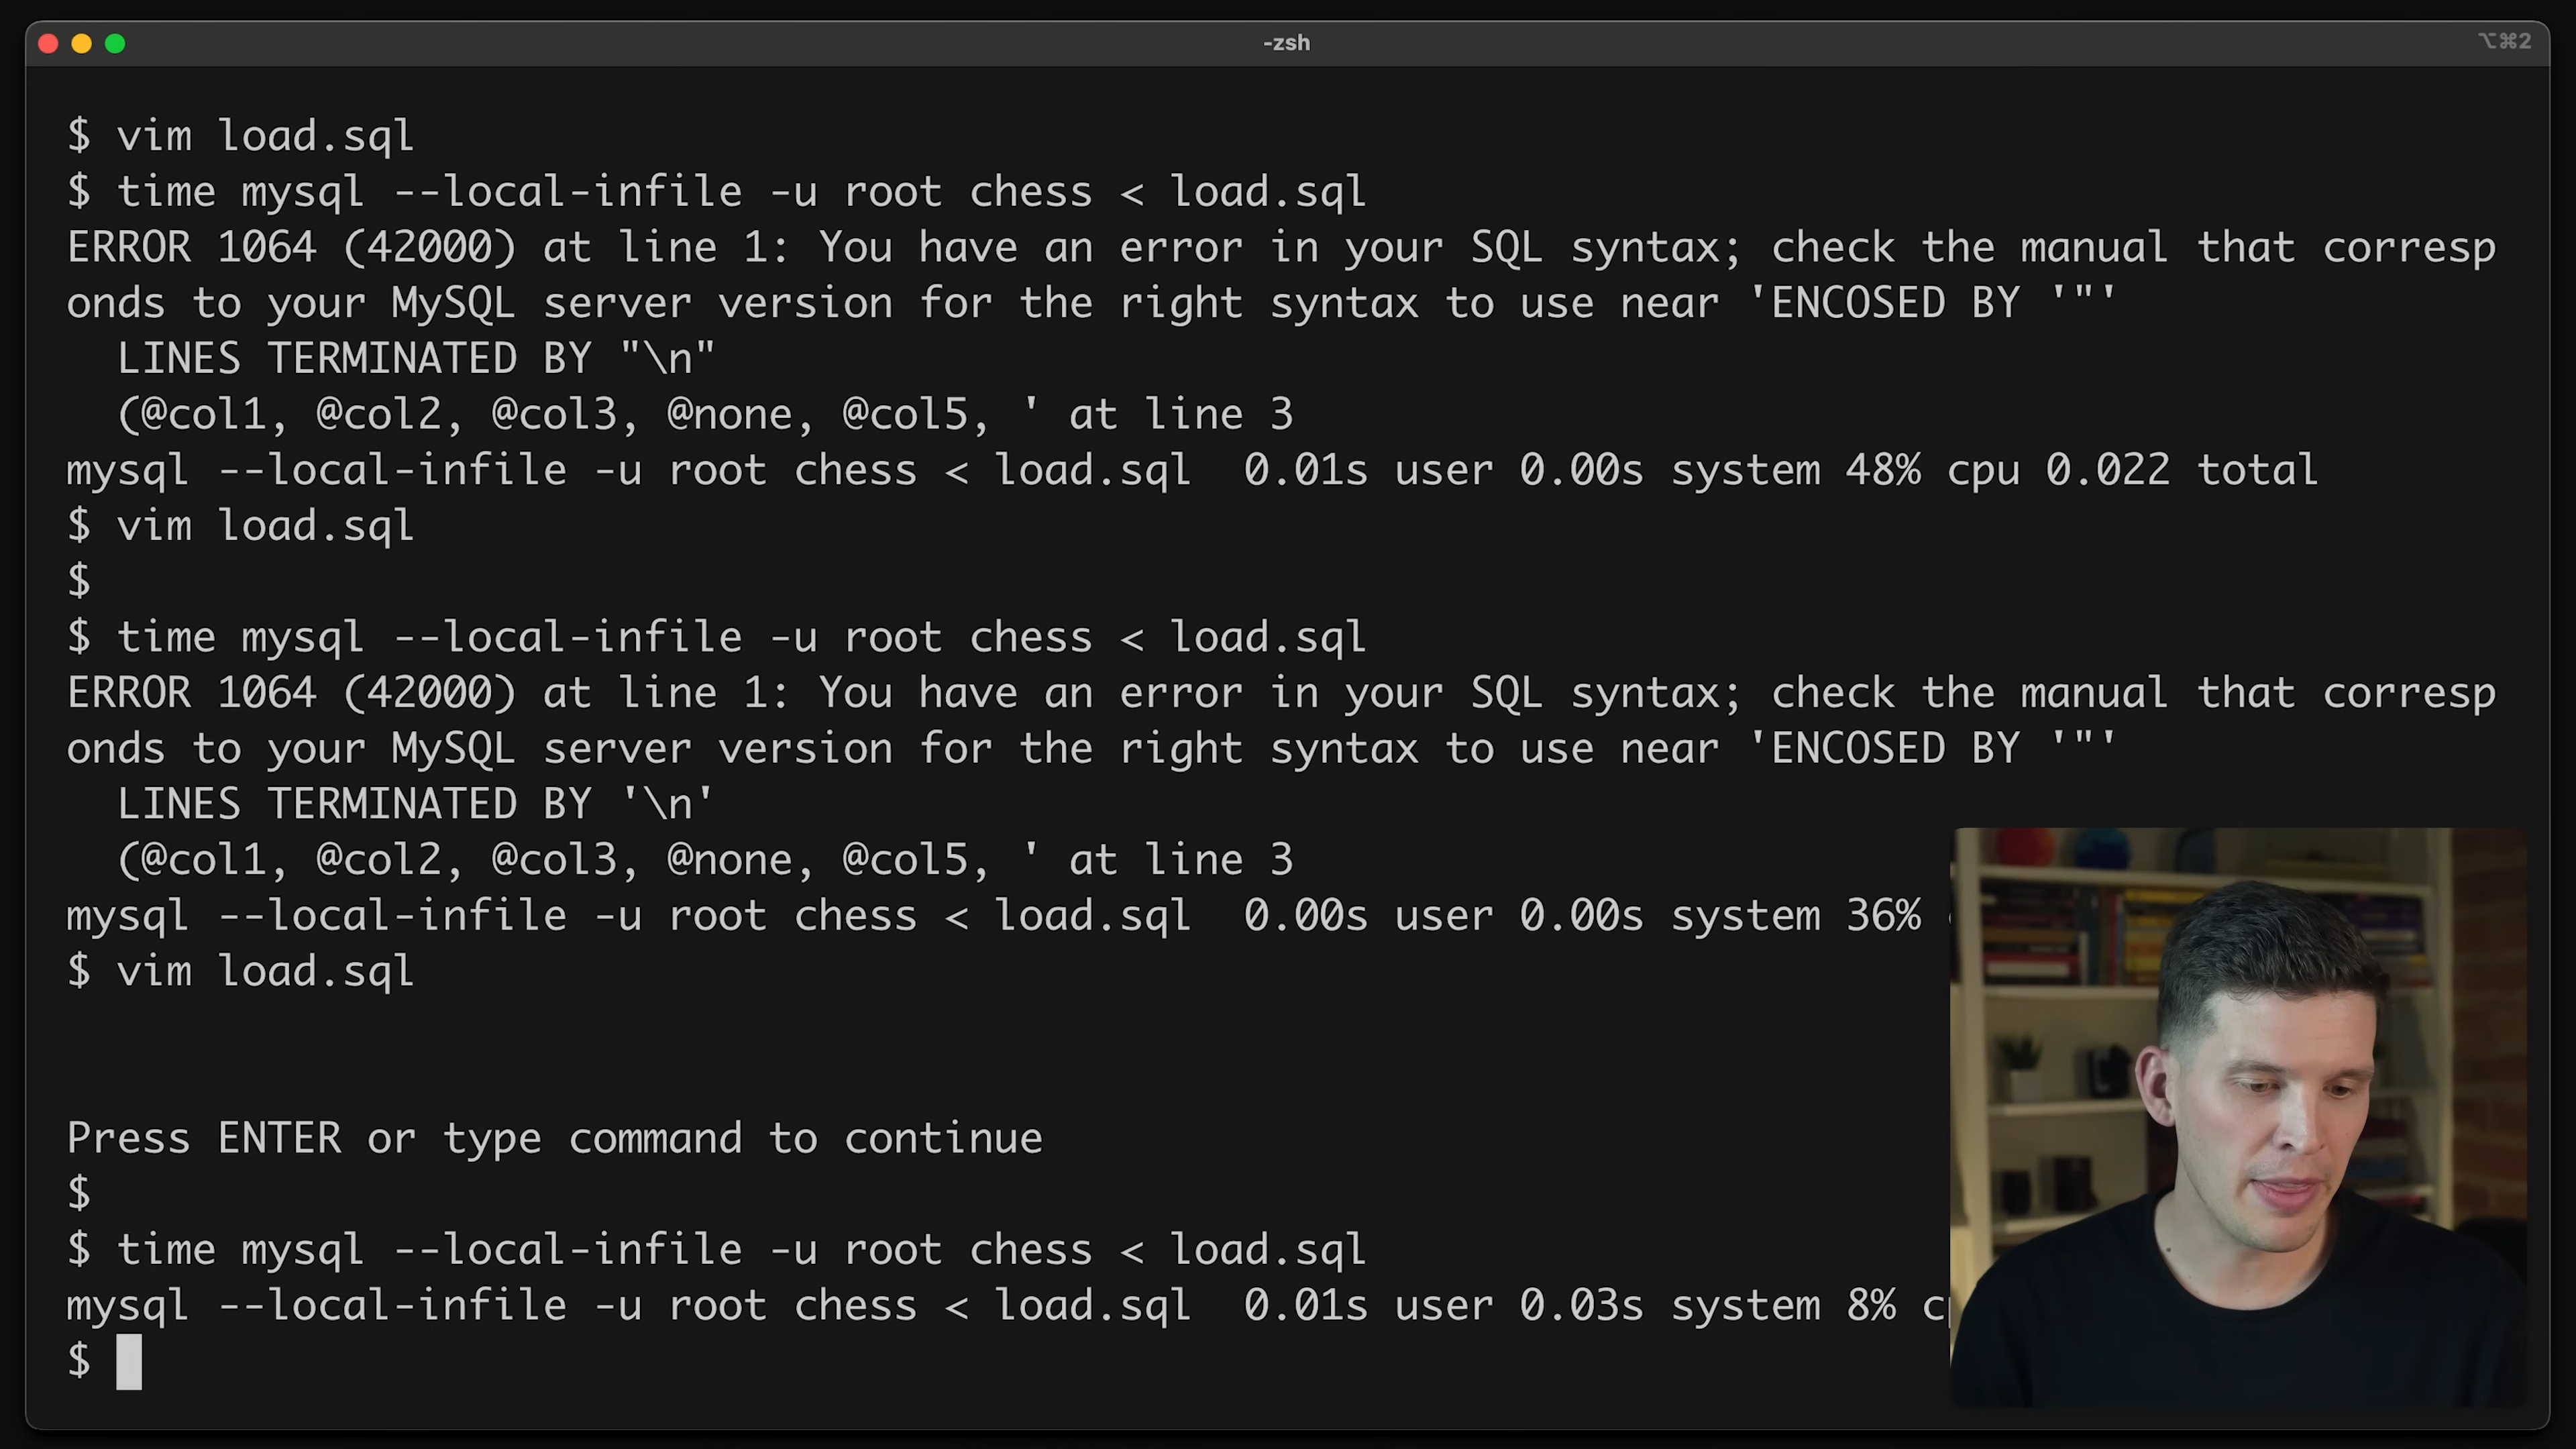 -zsh
⌥⌘2
$ vim load.sql
$ time mysql --local-infile -u root chess < load.sql
ERROR 1064 (42000) at line 1: You have an error in your SQL syntax; check the manual that corresp
onds to your MySQL server version for the right syntax to use near 'ENCOSED BY '"'
  LINES TERMINATED BY "\n"
  (@col1, @col2, @col3, @none, @col5, ' at line 3
mysql --local-infile -u root chess < load.sql  0.01s user 0.00s system 48% cpu 0.022 total
$ vim load.sql
$
$ time mysql --local-infile -u root chess < load.sql
ERROR 1064 (42000) at line 1: You have an error in your SQL syntax; check the manual that corresp
onds to your MySQL server version for the right syntax to use near 'ENCOSED BY '"'
  LINES TERMINATED BY '\n'
  (@col1, @col2, @col3, @none, @col5, ' at line 3
mysql --local-infile -u root chess < load.sql  0.00s user 0.00s system 36%
$ vim load.sql
Press ENTER or type command to continue
$
$ time mysql --local-infile -u root chess < load.sql
mysql --local-infile -u root chess < load.sql  0.01s user 0.03s system 8%
$